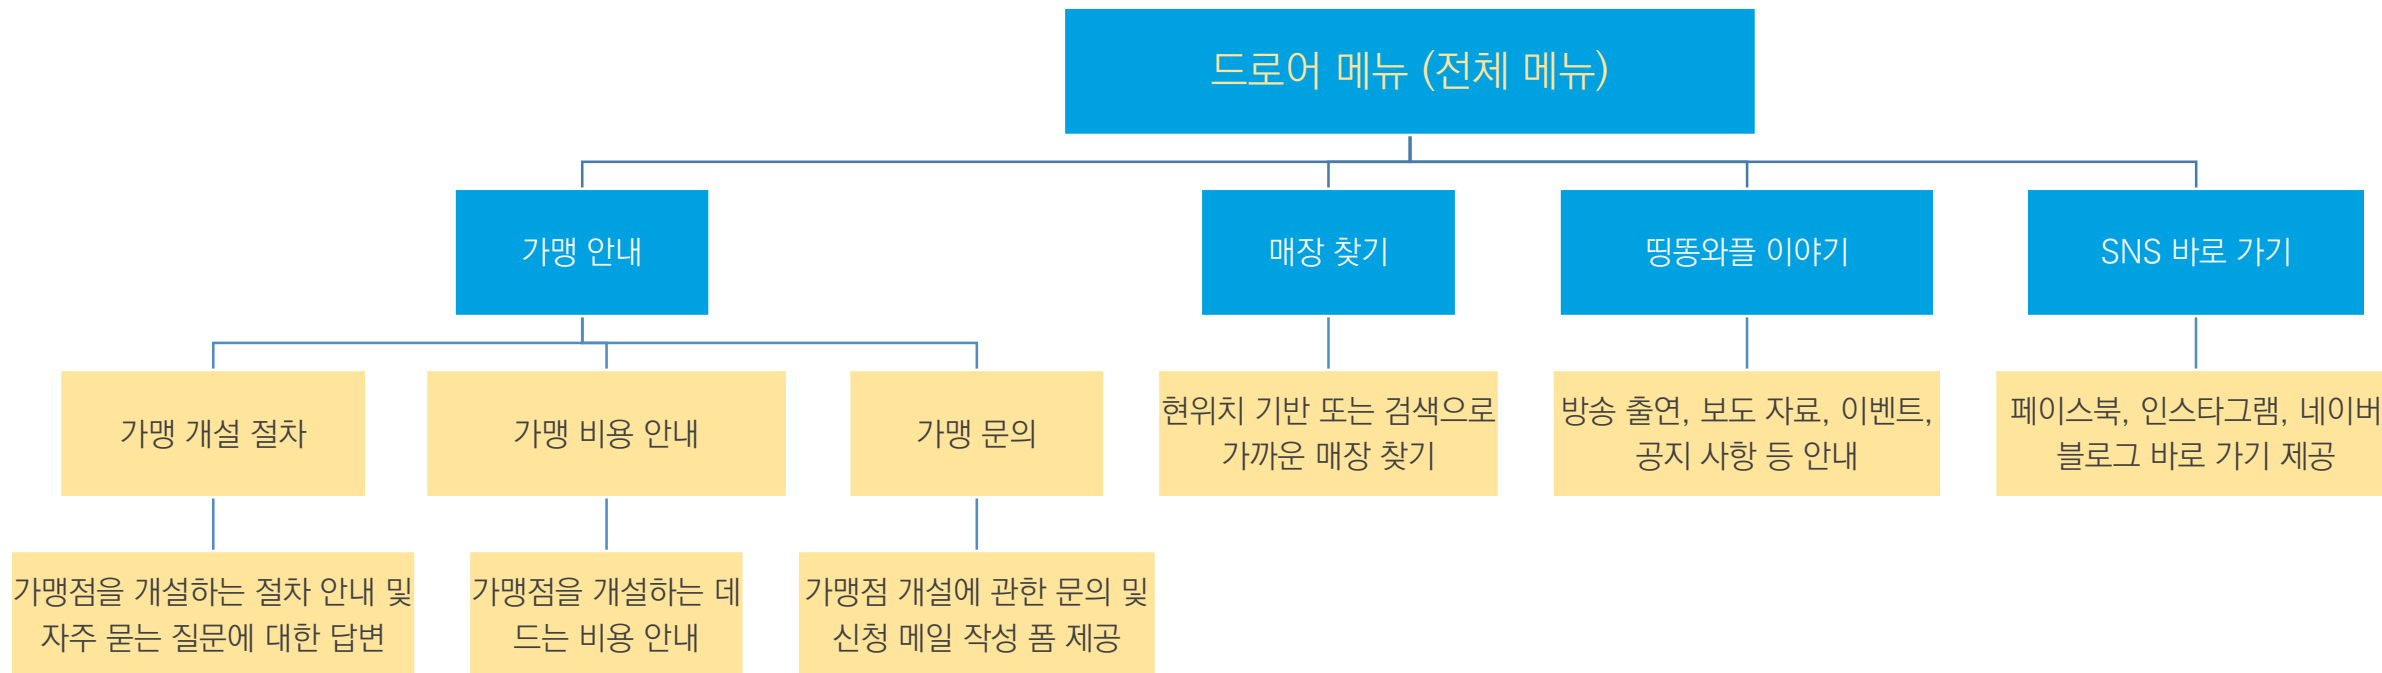 드로어 메뉴 (전체 메뉴)
가맹 안내
매장 찾기
띵똥와플 이야기
SNS 바로 가기
가맹 개설 절차
가맹 비용 안내
가맹 문의
현위치 기반 또는 검색으로
가까운 매장 찾기
방송 출연, 보도 자료, 이벤트,
공지 사항 등 안내
페이스북, 인스타그램, 네이버
블로그 바로 가기 제공
가맹점을 개설하는 절차 안내 및
자주 묻는 질문에 대한 답변
가맹점을 개설하는 데
드는 비용 안내
가맹점 개설에 관한 문의 및
신청 메일 작성 폼 제공